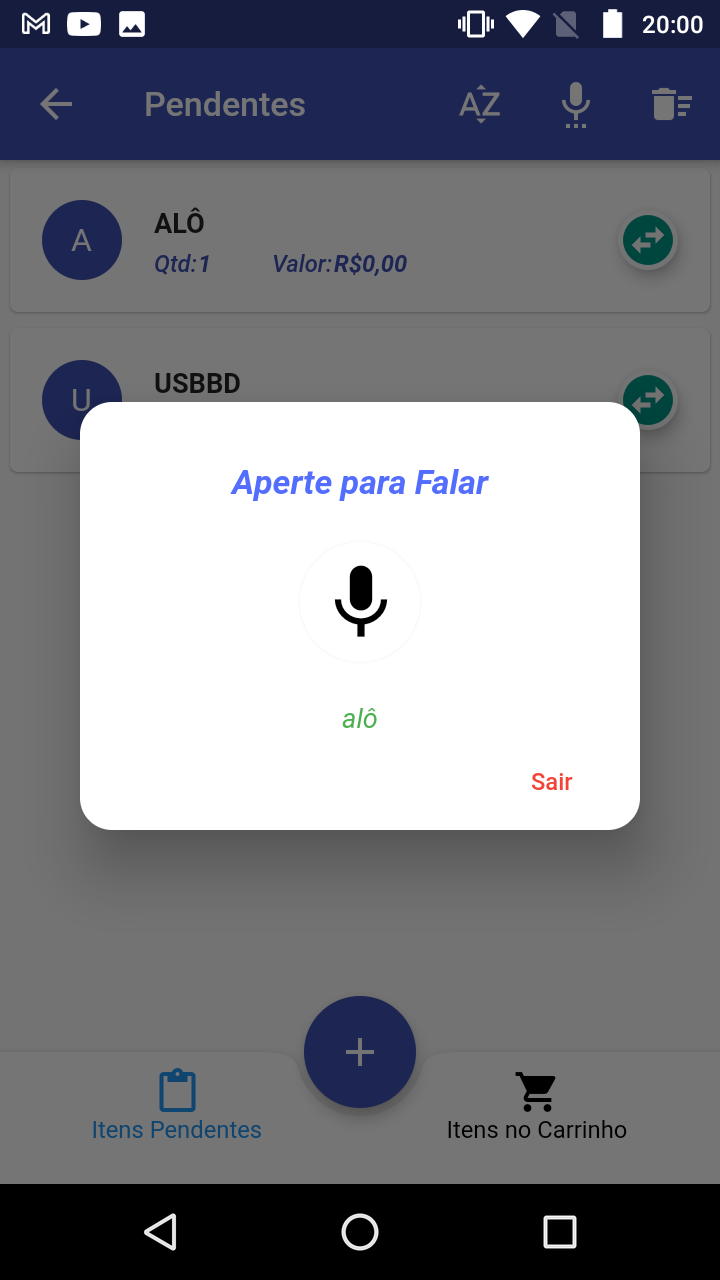 20:00
Pendentes
AZ
A
ALÔ
Qtd:1 Valor:R$0,00
U
USBBD
Aperte para Falar
alô
Sair
Itens Pendentes
Itens no Carrinho